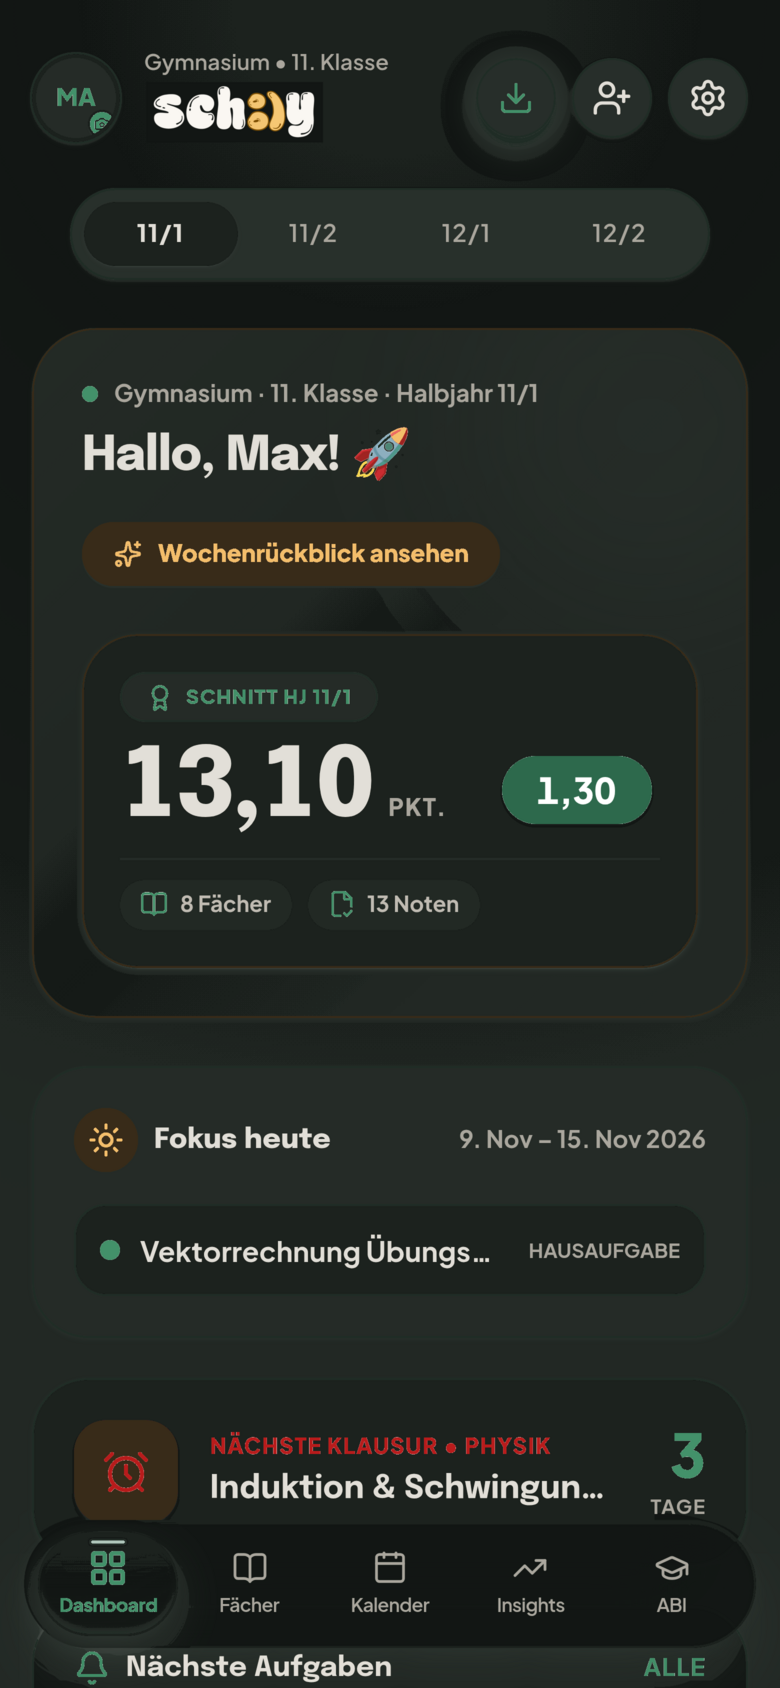 Gymnasium • 11. Klasse
MA
sch:)y
11/1 11/2 12/1 12/2
Gymnasium · 11. Klasse · Halbjahr 11/1
Hallo, Max! 🚀
Wochenrückblick ansehen
SCHNITT HJ 11/1
13,10 PKT. 1,30
8 Fächer 13 Noten
Fokus heute 9. Nov – 15. Nov 2026
Vektorrechnung Übungs... HAUSAUFGABE
NÄCHSTE KLAUSUR • PHYSIK 3
Induktion & Schwingun... TAGE
Dashboard Fächer Kalender Insights ABI
Nächste Aufgaben ALLE